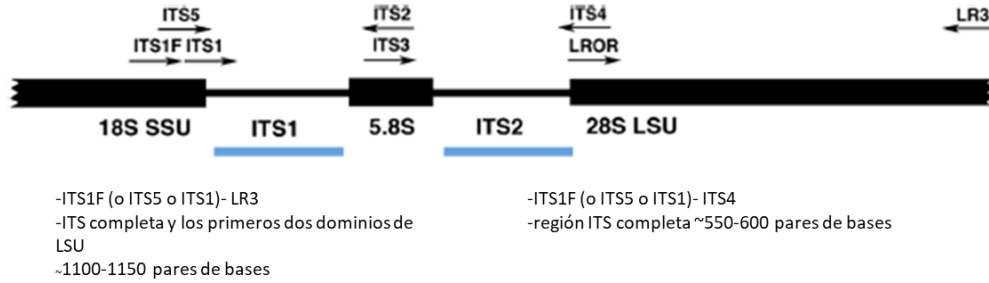 ITS5 ITS2 ITS4 LR3
ITS1F ITS1 ITS3 LROR
18S SSU ITS1 5.8S ITS2 28S LSU
-ITS1F (o ITS5 o ITS1)- LR3
-ITS completa y los primeros dos dominios de
LSU
~1100-1150 pares de bases
-ITS1F (o ITS5 o ITS1)- ITS4
-región ITS completa ~550-600 pares de bases